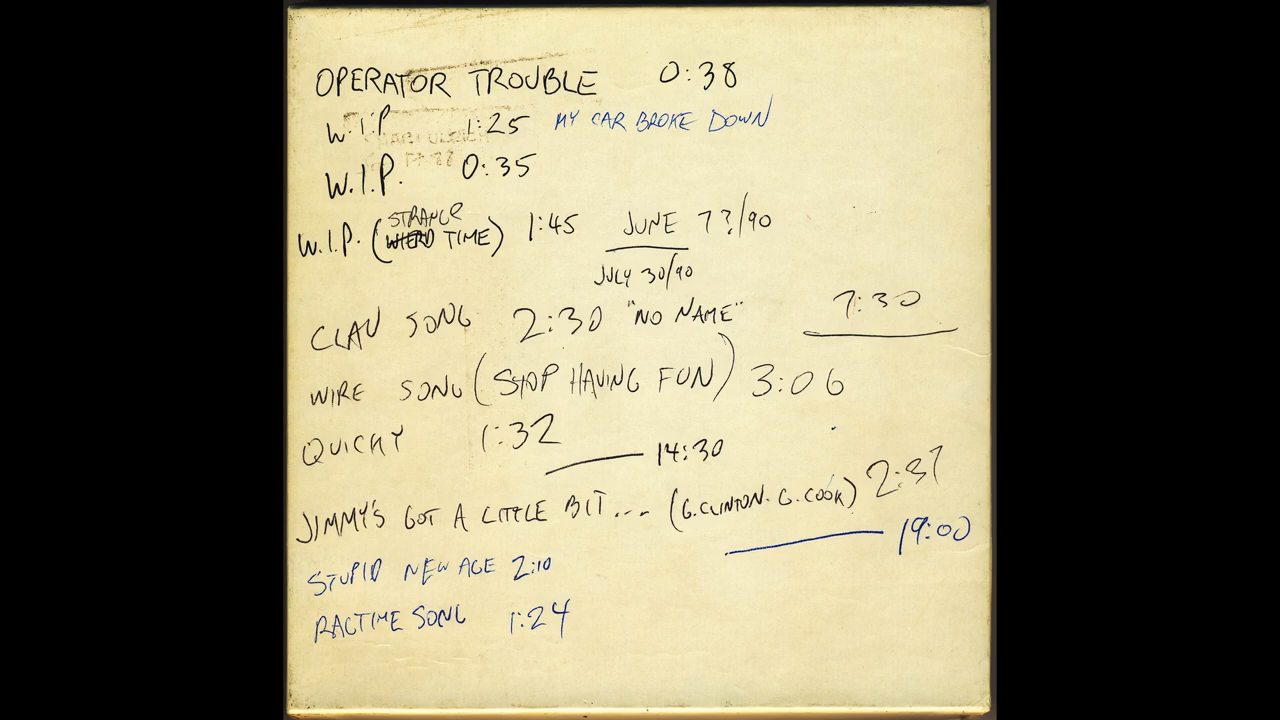 OPERATOR TROUBLE 0:38
W.I.P 1:25 MY CAR BROKE DOWN
W.I.P. 0:35
STRANGE
W.I.P. (WIERD TIME) 1:45 JUNE 7?/90
JULY 30/90
CLAV SONG 2:30 "NO NAME" 7:30
WIRE SONG (STOP HAVING FUN) 3:06
QUICKY 1:32
14:30
JIMMY'S GOT A LITTLE BIT... (G.CLINTON. G. COOK) 2:37
19:00
STUPID NEW AGE 2:10
RAGTIME SONG 1:24